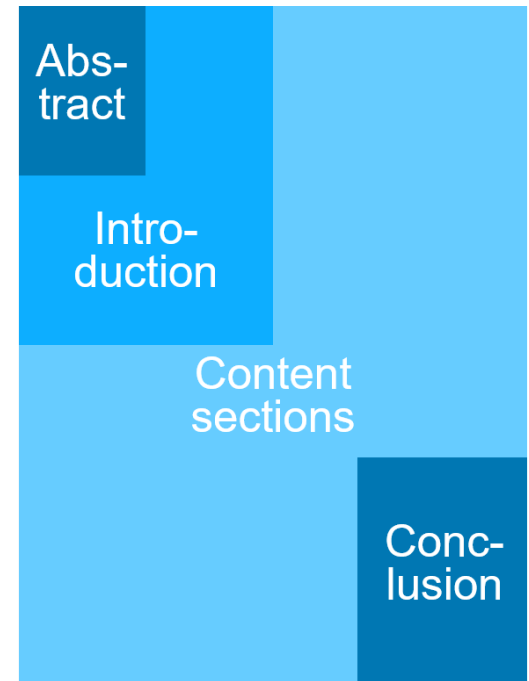 Abs-
tract
Intro-
duction
Content
sections
Conc-
lusion